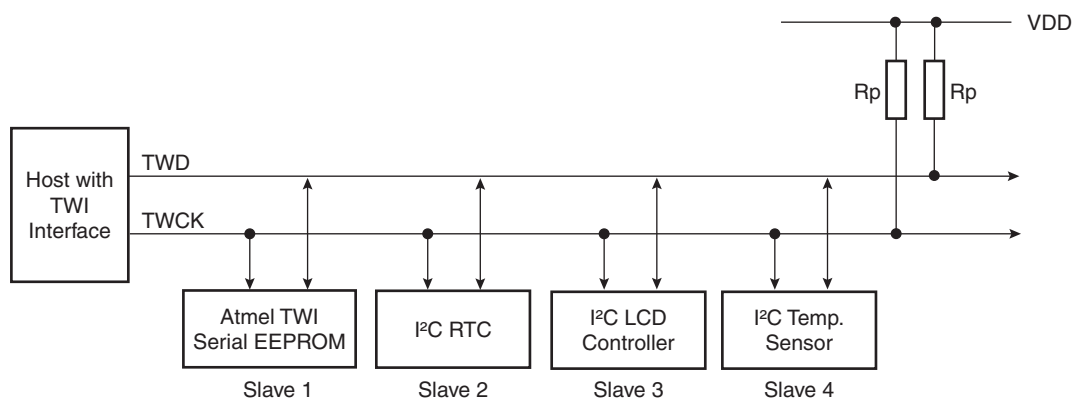 VDD
Rp
Rp
Host with
TWI
Interface
TWD
TWCK
Atmel TWI
Serial EEPROM
I²C RTC
I²C LCD
Controller
I²C Temp.
Sensor
Slave 1
Slave 2
Slave 3
Slave 4